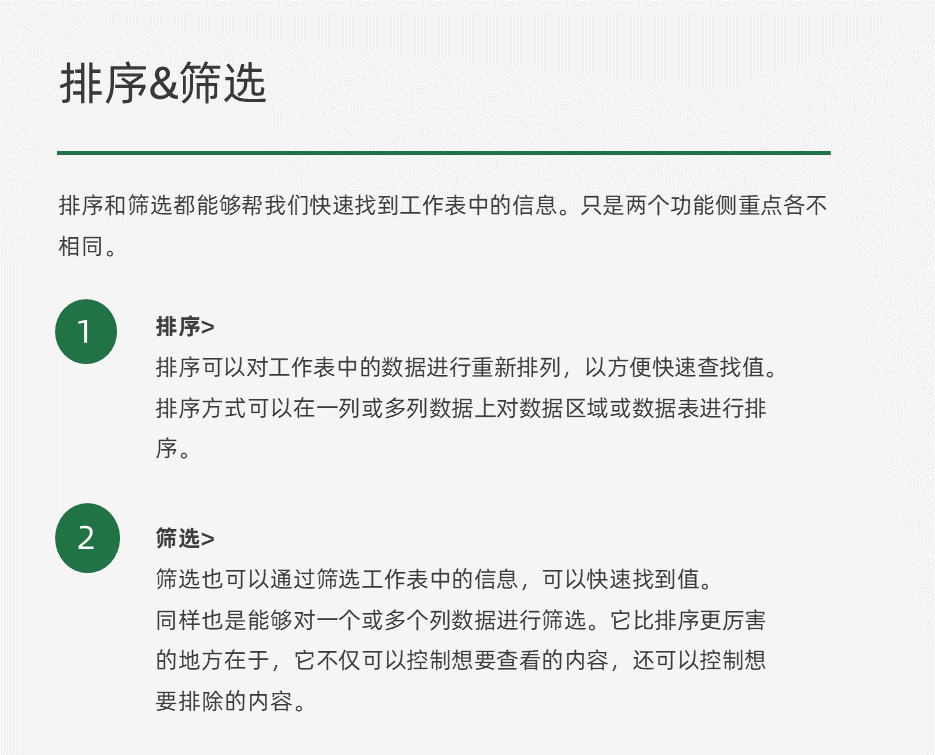 排序&筛选
排序和筛选都能够帮我们快速找到工作表中的信息。只是两个功能侧重点各不
相同。
1
排序>
排序可以对工作表中的数据进行重新排列，以方便快速查找值。
排序方式可以在一列或多列数据上对数据区域或数据表进行排
序。
2
筛选>
筛选也可以通过筛选工作表中的信息，可以快速找到值。
同样也是能够对一个或多个列数据进行筛选。它比排序更厉害
的地方在于，它不仅可以控制想要查看的内容，还可以控制想
要排除的内容。